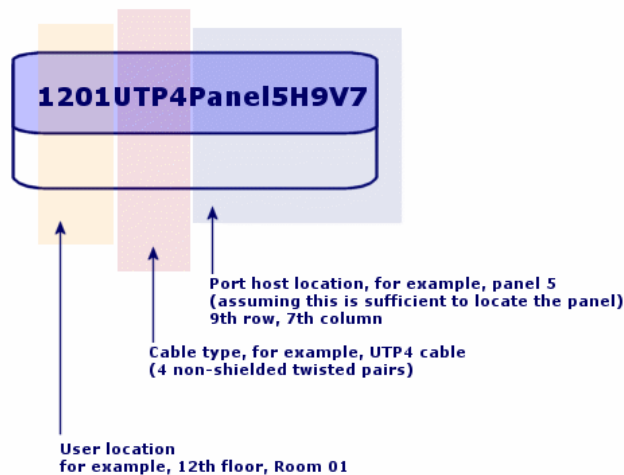 1201UTP4Panel5H9V7
Port host location, for example, panel 5
(assuming this is sufficient to locate the panel)
9th row, 7th column
Cable type, for example, UTP4 cable
(4 non-shielded twisted pairs)
User location
for example, 12th floor, Room 01